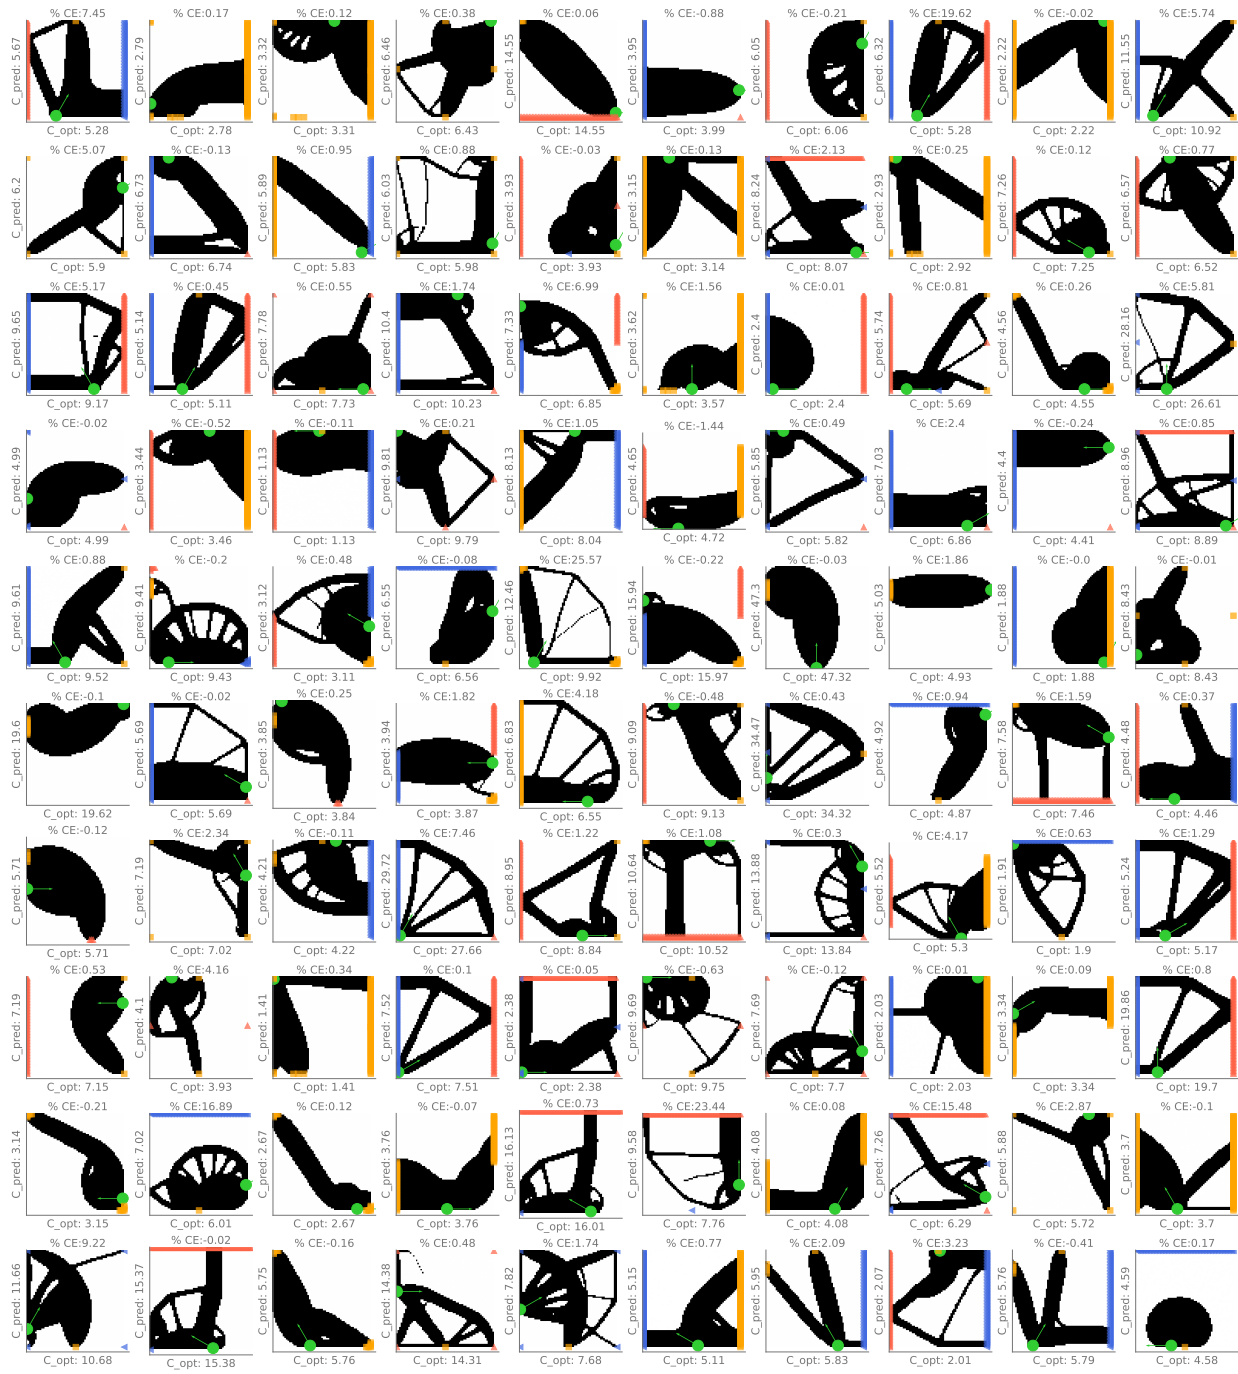 % CE:7.45
C_pred: 5.67
C_opt: 5.28
% CE:0.17
C_pred: 2.79
C_opt: 2.78
% CE:0.12
C_pred: 3.32
C_opt: 3.31
% CE:0.38
C_pred: 6.46
C_opt: 6.43
% CE:0.06
C_pred: 14.55
C_opt: 14.55
% CE:-0.88
C_pred: 3.95
C_opt: 3.99
% CE:-0.21
C_pred: 6.05
C_opt: 6.06
% CE:19.62
C_pred: 6.32
C_opt: 5.28
% CE:-0.02
C_pred: 2.22
C_opt: 2.22
% CE:5.74
C_pred: 11.55
C_opt: 10.92
% CE:5.07
C_pred: 6.2
C_opt: 5.9
% CE:-0.13
C_pred: 6.73
C_opt: 6.74
% CE:0.95
C_pred: 5.89
C_opt: 5.83
% CE:0.88
C_pred: 6.03
C_opt: 5.98
% CE:-0.03
C_pred: 3.93
C_opt: 3.93
% CE:0.13
C_pred: 3.15
C_opt: 3.14
% CE:2.13
C_pred: 8.24
C_opt: 8.07
% CE:0.25
C_pred: 2.93
C_opt: 2.92
% CE:0.12
C_pred: 7.26
C_opt: 7.25
% CE:0.77
C_pred: 6.57
C_opt: 6.52
% CE:5.17
C_pred: 9.65
C_opt: 9.17
% CE:0.45
C_pred: 5.14
C_opt: 5.11
% CE:0.55
C_pred: 7.78
C_opt: 7.73
% CE:1.74
C_pred: 10.4
C_opt: 10.23
% CE:6.99
C_pred: 7.33
C_opt: 6.85
% CE:1.56
C_pred: 3.62
C_opt: 3.57
% CE:0.01
C_pred: 2.4
C_opt: 2.4
% CE:0.81
C_pred: 5.74
C_opt: 5.69
% CE:0.26
C_pred: 4.56
C_opt: 4.55
% CE:5.81
C_pred: 28.16
C_opt: 26.61
% CE:-0.02
C_pred: 4.99
C_opt: 4.99
% CE:-0.52
C_pred: 3.44
C_opt: 3.46
% CE:-0.11
C_pred: 1.13
C_opt: 1.13
% CE:0.21
C_pred: 9.81
C_opt: 9.79
% CE:1.05
C_pred: 8.13
C_opt: 8.04
% CE:-1.44
C_pred: 4.65
C_opt: 4.72
% CE:0.49
C_pred: 5.85
C_opt: 5.82
% CE:2.4
C_pred: 7.03
C_opt: 6.86
% CE:-0.24
C_pred: 4.4
C_opt: 4.41
% CE:0.85
C_pred: 8.96
C_opt: 8.89
% CE:0.88
C_pred: 9.61
C_opt: 9.52
% CE:-0.2
C_pred: 9.41
C_opt: 9.43
% CE:0.48
C_pred: 3.12
C_opt: 3.11
% CE:-0.08
C_pred: 6.55
C_opt: 6.56
% CE:25.57
C_pred: 12.46
C_opt: 9.92
% CE:-0.22
C_pred: 15.94
C_opt: 15.97
% CE:-0.03
C_pred: 47.3
C_opt: 47.32
% CE:1.86
C_pred: 5.03
C_opt: 4.93
% CE:-0.0
C_pred: 1.88
C_opt: 1.88
% CE:-0.01
C_pred: 8.43
C_opt: 8.43
% CE:-0.1
C_pred: 19.6
C_opt: 19.62
% CE:-0.02
C_pred: 5.69
C_opt: 5.69
% CE:0.25
C_pred: 3.85
C_opt: 3.84
% CE:1.82
C_pred: 3.94
C_opt: 3.87
% CE:4.18
C_pred: 6.83
C_opt: 6.55
% CE:-0.48
C_pred: 9.09
C_opt: 9.13
% CE:0.43
C_pred: 34.47
C_opt: 34.32
% CE:0.94
C_pred: 4.92
C_opt: 4.87
% CE:1.59
C_pred: 7.58
C_opt: 7.46
% CE:0.37
C_pred: 4.48
C_opt: 4.46
% CE:-0.12
C_pred: 5.71
C_opt: 5.71
% CE:2.34
C_pred: 7.19
C_opt: 7.02
% CE:-0.11
C_pred: 4.21
C_opt: 4.22
% CE:7.46
C_pred: 29.72
C_opt: 27.66
% CE:1.22
C_pred: 8.95
C_opt: 8.84
% CE:1.08
C_pred: 10.64
C_opt: 10.52
% CE:0.3
C_pred: 13.88
C_opt: 13.84
% CE:4.17
C_pred: 5.52
C_opt: 5.3
% CE:0.63
C_pred: 1.91
C_opt: 1.9
% CE:1.29
C_pred: 5.24
C_opt: 5.17
% CE:0.53
C_pred: 7.19
C_opt: 7.15
% CE:4.16
C_pred: 4.1
C_opt: 3.93
% CE:0.34
C_pred: 1.41
C_opt: 1.41
% CE:0.1
C_pred: 7.52
C_opt: 7.51
% CE:0.05
C_pred: 2.38
C_opt: 2.38
% CE:-0.63
C_pred: 9.69
C_opt: 9.75
% CE:-0.12
C_pred: 7.69
C_opt: 7.7
% CE:0.01
C_pred: 2.03
C_opt: 2.03
% CE:0.09
C_pred: 3.34
C_opt: 3.34
% CE:0.8
C_pred: 19.86
C_opt: 19.7
% CE:-0.21
C_pred: 3.14
C_opt: 3.15
% CE:16.89
C_pred: 7.02
C_opt: 6.01
% CE:0.12
C_pred: 2.67
C_opt: 2.67
% CE:-0.07
C_pred: 3.76
C_opt: 3.76
% CE:0.73
C_pred: 16.13
C_opt: 16.01
% CE:23.44
C_pred: 9.58
C_opt: 7.76
% CE:0.08
C_pred: 4.08
C_opt: 4.08
% CE:15.48
C_pred: 7.26
C_opt: 6.29
% CE:2.87
C_pred: 5.88
C_opt: 5.72
% CE:-0.1
C_pred: 3.7
C_opt: 3.7
% CE:9.22
C_pred: 11.66
C_opt: 10.68
% CE:-0.02
C_pred: 15.37
C_opt: 15.38
% CE:-0.16
C_pred: 5.75
C_opt: 5.76
% CE:0.48
C_pred: 14.38
C_opt: 14.31
% CE:1.74
C_pred: 7.82
C_opt: 7.68
% CE:0.77
C_pred: 5.15
C_opt: 5.11
% CE:2.09
C_pred: 5.95
C_opt: 5.83
% CE:3.23
C_pred: 2.07
C_opt: 2.01
% CE:-0.41
C_pred: 5.76
C_opt: 5.79
% CE:0.17
C_pred: 4.59
C_opt: 4.58